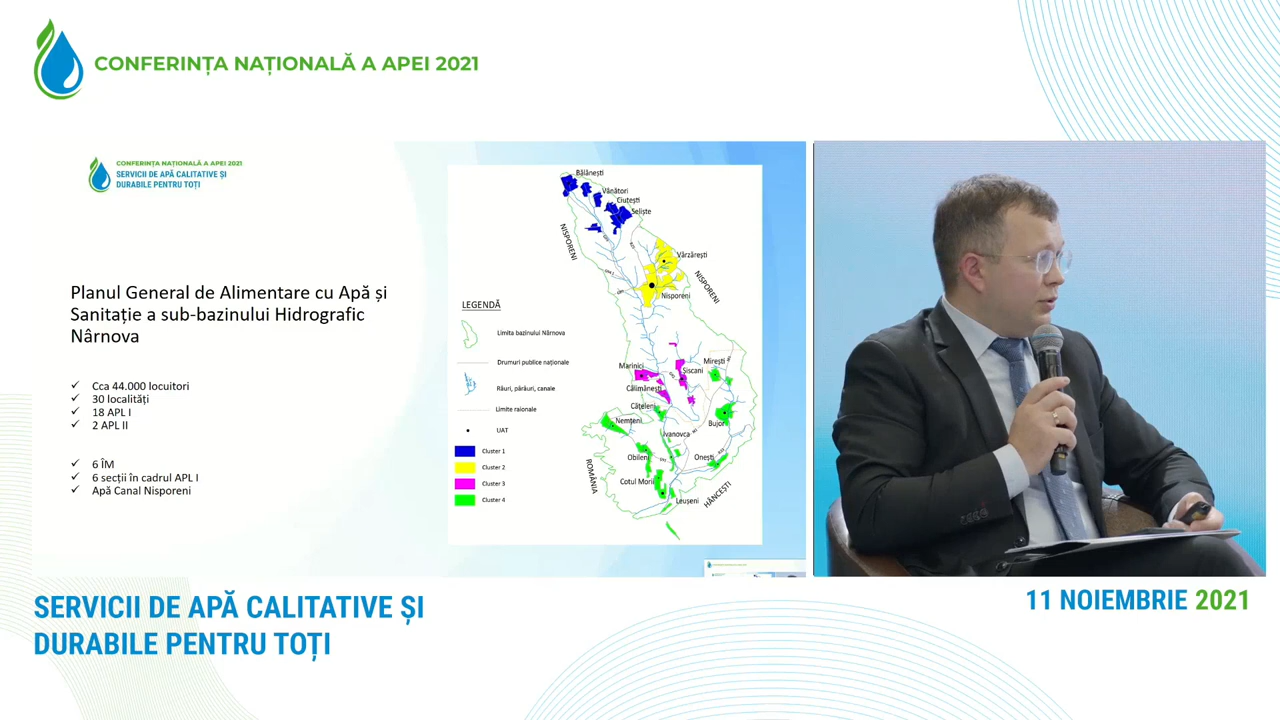 CONFERINȚA NAȚIONALĂ A APEI 2021
CONFERINȚA NAȚIONALĂ A APEI 2021
SERVICII DE APĂ CALITATIVE ȘI
DURABILE PENTRU TOȚI
Planul General de Alimentare cu Apă și
Sanitație a sub-bazinului Hidrografic
Nârnova
✓ Cca 44.000 locuitori
✓ 30 localități
✓ 18 APL I
✓ 2 APL II
✓ 6 ÎM
✓ 6 secții în cadrul APL I
✓ Apă Canal Nisporeni
Bălănești
Vânători
Ciutești
Seliște
NISPORENI
Vărzărești
NISPORENI
Nisporeni
LEGENDĂ
Limita bazinului Nârnova
Drumuri publice naționale
Râuri, pârâuri, canale
Limite raionale
UAT
Cluster 1
Cluster 2
Cluster 3
Cluster 4
Marinici
Siscani
Mirești
Călimănești
Cățeleni
Nemțeni
Bujor
Ivanovca
Obileni
Onești
ROMÂNIA
Cotul Morii
Leușeni
HÂNCEȘTI
SERVICII DE APĂ CALITATIVE ȘI
DURABILE PENTRU TOȚI
11 NOIEMBRIE 2021